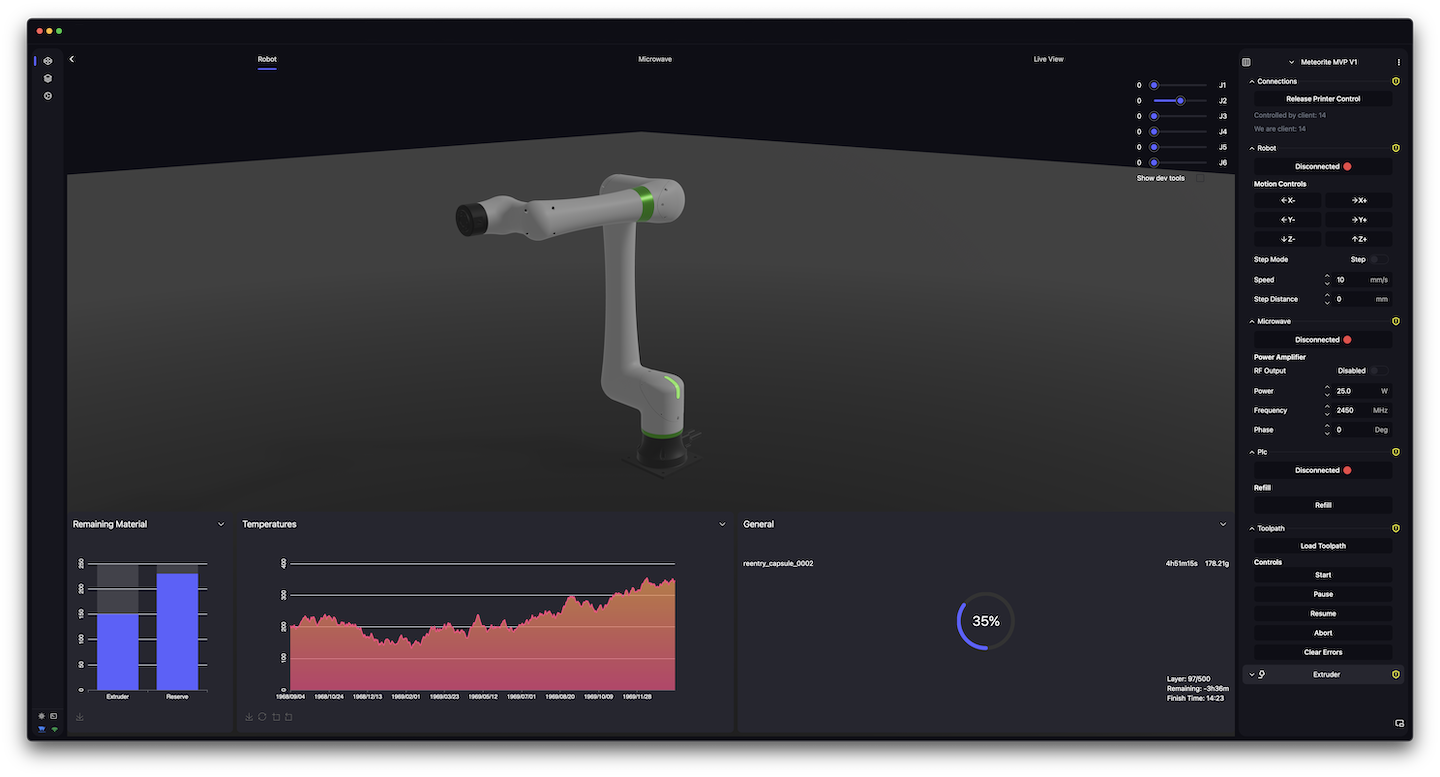 Robot
Microwave
Live View
0 J1
0 J2
0 J3
0 J4
0 J5
0 J6
Show dev tools
Remaining Material
250
200
150
100
50
0
Extruder
Reserve
Temperatures
400
300
200
100
0
1968/09/04 1968/10/24 1968/12/13 1969/02/01 1969/03/23 1969/05/12 1969/07/01 1969/08/20 1969/10/09 1969/11/28
General
reentry_capsule_0002
4h51m15s 178.21g
35%
Layer: 97/500
Remaining: ~3h36m
Finish Time: 14:23
Meteorite MVP V1
Connections
Release Printer Control
Controlled by client: 14
We are client: 14
Robot
Disconnected
Motion Controls
←X- →X+
←Y- →Y+
↓Z- ↑Z+
Step Mode Step
Speed 10 mm/s
Step Distance 0 mm
Microwave
Disconnected
Power Amplifier
RF Output Disabled
Power 25.0 W
Frequency 2450 MHz
Phase 0 Deg
Plc
Disconnected
Refill
Refill
Toolpath
Load Toolpath
Controls
Start
Pause
Resume
Abort
Clear Errors
Extruder